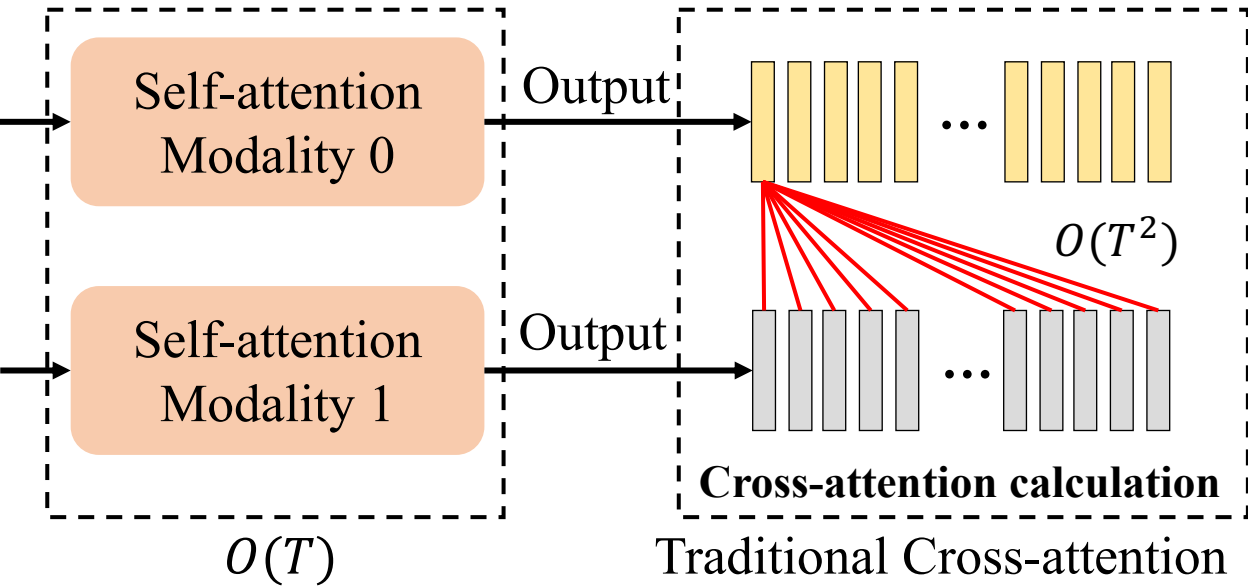 Self-attention
Modality 0
Output
...
O(T²)
Self-attention
Modality 1
Output
...
Cross-attention calculation
O(T)
Traditional Cross-attention